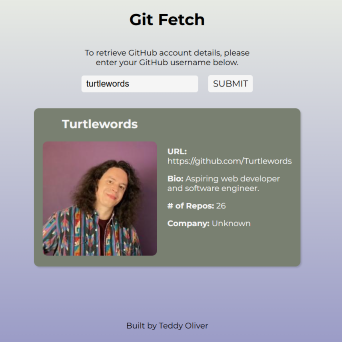 Git Fetch
To retrieve GitHub account details, please
enter your GitHub username below.
turtlewords
SUBMIT
Turtlewords
URL:
https://github.com/Turtlewords
Bio: Aspiring web developer
and software engineer.
# of Repos: 26
Company: Unknown
Built by Teddy Oliver